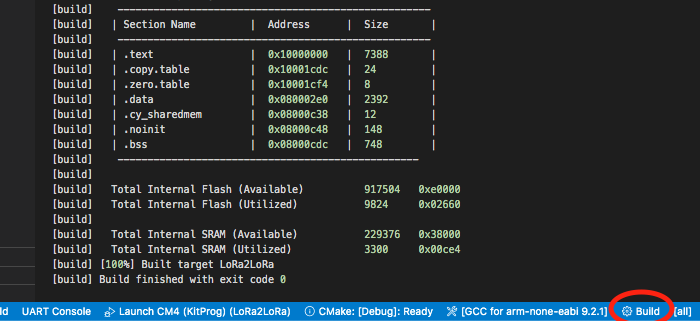 [build] ------------------------------------------------
[build] | Section Name | Address | Size |
[build] ------------------------------------------------
[build] | .text | 0x10000000 | 7388 |
[build] | .copy.table | 0x10001cdc | 24 |
[build] | .zero.table | 0x10001cf4 | 8 |
[build] | .data | 0x080002e0 | 2392 |
[build] | .cy_sharedmem | 0x08000c38 | 12 |
[build] | .noinit | 0x08000c48 | 148 |
[build] | .bss | 0x08000cdc | 748 |
[build] ----------------------------------------------
[build]
[build] Total Internal Flash (Available) 917504 0xe0000
[build] Total Internal Flash (Utilized) 9824 0x02660
[build]
[build] Total Internal SRAM (Available) 229376 0x38000
[build] Total Internal SRAM (Utilized) 3300 0x00ce4
[build] [100%] Built target LoRa2LoRa
[build] Build finished with exit code 0
ld UART Console Launch CM4 (KitProg) (LoRa2LoRa) CMake: [Debug]: Ready [GCC for arm-none-eabi 9.2.1] Build [all]